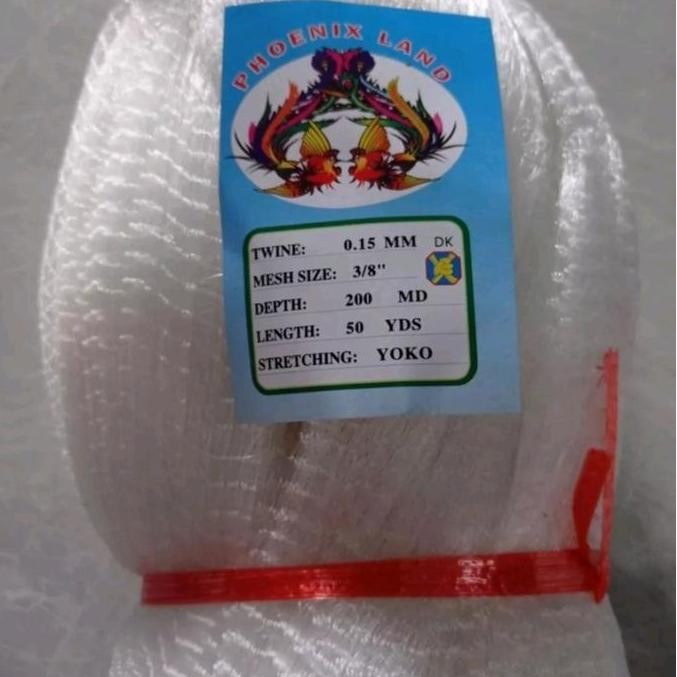 PHOENIX LAND
TWINE: 0.15 MM DK
MESH SIZE: 3/8"
DEPTH: 200 MD
LENGTH: 50 YDS
STRETCHING: YOKO